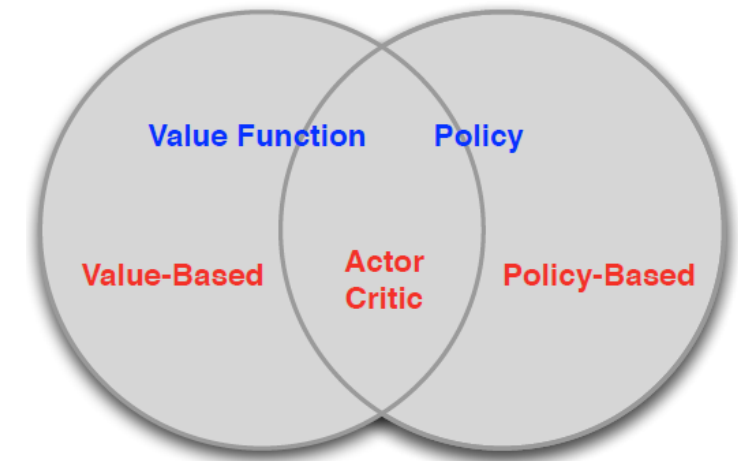 Value Function
Policy
Value-Based
Actor
Critic
Policy-Based